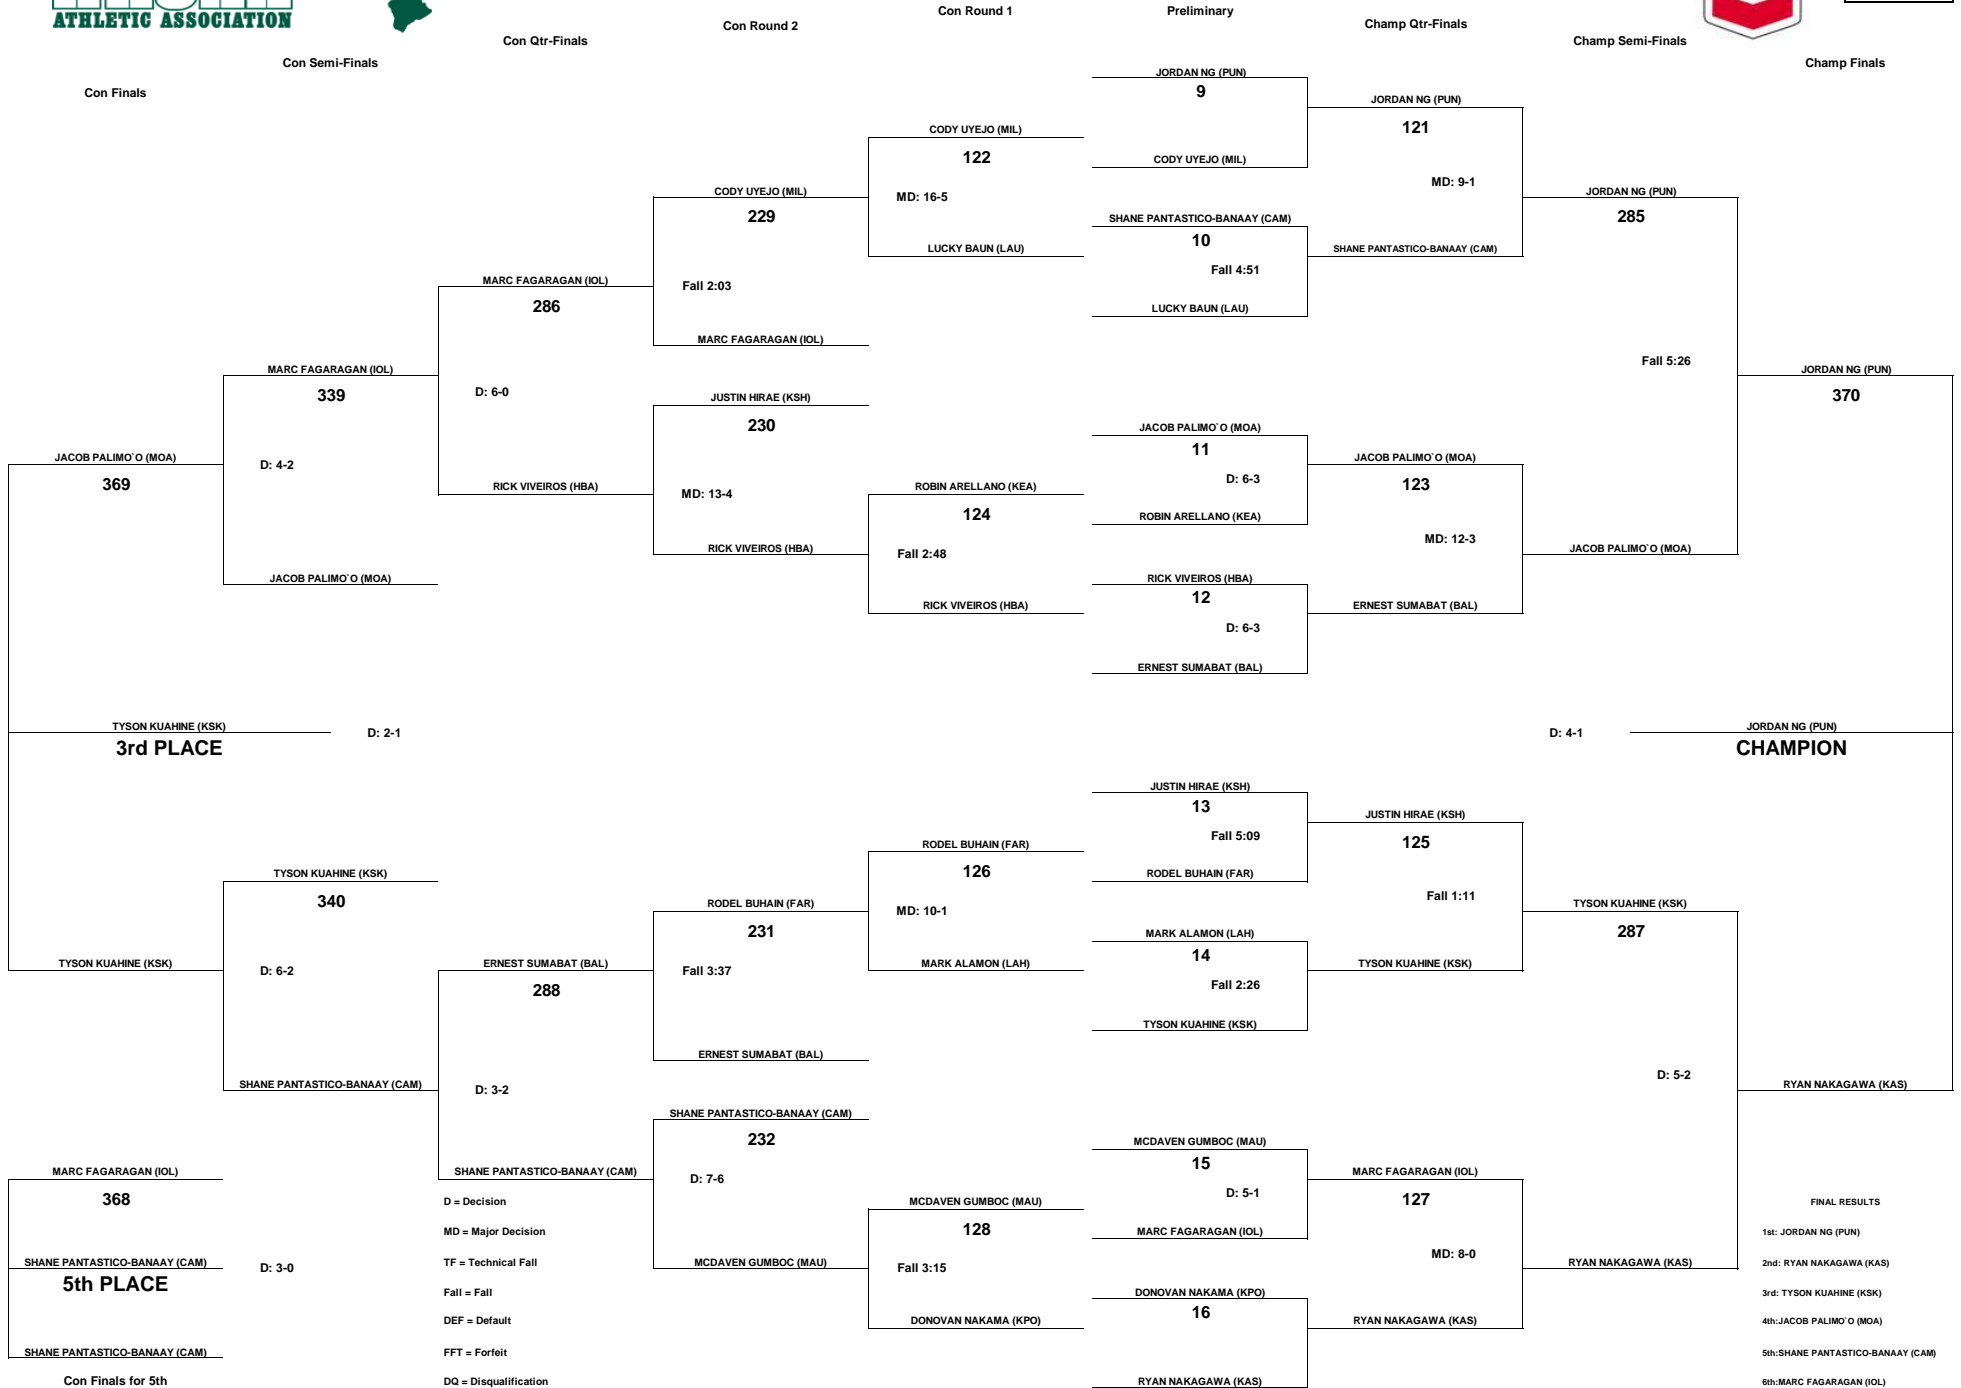 ATHLETIC ASSOCIATION
Con Finals
Con Semi-Finals
Con Qtr-Finals
Con Round 2
Con Round 1
Preliminary
Champ Qtr-Finals
Champ Semi-Finals
Champ Finals
JACOB PALIMO`O (MOA)
369
TYSON KUAHINE (KSK)
3rd PLACE
D: 2-1
TYSON KUAHINE (KSK)
MARC FAGARAGAN (IOL)
368
SHANE PANTASTICO-BANAAY (CAM)
5th PLACE
D: 3-0
SHANE PANTASTICO-BANAAY (CAM)
Con Finals for 5th
MARC FAGARAGAN (IOL)
339
D: 4-2
JACOB PALIMO`O (MOA)
TYSON KUAHINE (KSK)
340
D: 6-2
SHANE PANTASTICO-BANAAY (CAM)
MARC FAGARAGAN (IOL)
286
D: 6-0
RICK VIVEIROS (HBA)
ERNEST SUMABAT (BAL)
288
D: 3-2
SHANE PANTASTICO-BANAAY (CAM)
D = Decision
MD = Major Decision
TF = Technical Fall
Fall = Fall
DEF = Default
FFT = Forfeit
DQ = Disqualification
CODY UYEJO (MIL)
229
Fall 2:03
MARC FAGARAGAN (IOL)
JUSTIN HIRAE (KSH)
230
MD: 13-4
RICK VIVEIROS (HBA)
RODEL BUHAIN (FAR)
231
Fall 3:37
ERNEST SUMABAT (BAL)
SHANE PANTASTICO-BANAAY (CAM)
232
D: 7-6
MCDAVEN GUMBOC (MAU)
CODY UYEJO (MIL)
122
MD: 16-5
LUCKY BAUN (LAU)
ROBIN ARELLANO (KEA)
124
Fall 2:48
RICK VIVEIROS (HBA)
RODEL BUHAIN (FAR)
126
MD: 10-1
MARK ALAMON (LAH)
MCDAVEN GUMBOC (MAU)
128
Fall 3:15
DONOVAN NAKAMA (KPO)
JORDAN NG (PUN)
9
CODY UYEJO (MIL)
SHANE PANTASTICO-BANAAY (CAM)
10
Fall 4:51
LUCKY BAUN (LAU)
JACOB PALIMO`O (MOA)
11
D: 6-3
ROBIN ARELLANO (KEA)
RICK VIVEIROS (HBA)
12
D: 6-3
ERNEST SUMABAT (BAL)
JUSTIN HIRAE (KSH)
13
Fall 5:09
RODEL BUHAIN (FAR)
MARK ALAMON (LAH)
14
Fall 2:26
TYSON KUAHINE (KSK)
MCDAVEN GUMBOC (MAU)
15
D: 5-1
MARC FAGARAGAN (IOL)
DONOVAN NAKAMA (KPO)
16
RYAN NAKAGAWA (KAS)
JORDAN NG (PUN)
121
MD: 9-1
SHANE PANTASTICO-BANAAY (CAM)
JACOB PALIMO`O (MOA)
123
MD: 12-3
ERNEST SUMABAT (BAL)
JUSTIN HIRAE (KSH)
125
Fall 1:11
TYSON KUAHINE (KSK)
MARC FAGARAGAN (IOL)
127
MD: 8-0
RYAN NAKAGAWA (KAS)
JORDAN NG (PUN)
285
Fall 5:26
JACOB PALIMO`O (MOA)
TYSON KUAHINE (KSK)
287
D: 5-2
RYAN NAKAGAWA (KAS)
JORDAN NG (PUN)
370
D: 4-1
JORDAN NG (PUN)
CHAMPION
RYAN NAKAGAWA (KAS)
FINAL RESULTS
1st: JORDAN NG (PUN)
2nd: RYAN NAKAGAWA (KAS)
3rd: TYSON KUAHINE (KSK)
4th:JACOB PALIMO`O (MOA)
5th:SHANE PANTASTICO-BANAAY (CAM)
6th:MARC FAGARAGAN (IOL)